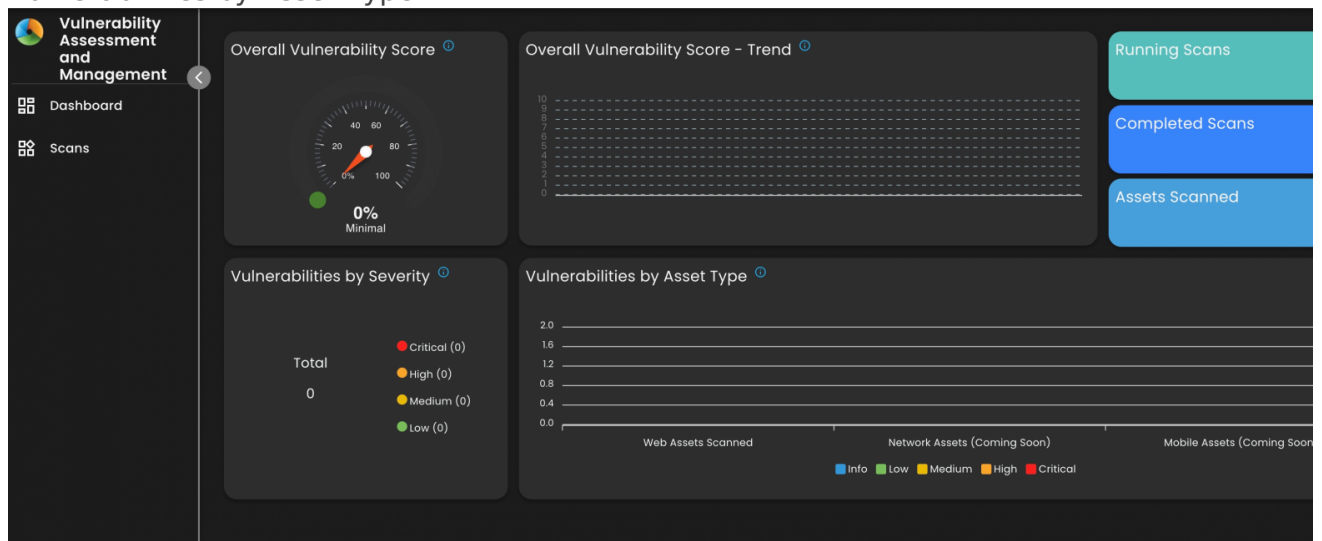 Vulnerability
Assessment
and
Management
Dashboard
Scans
Overall Vulnerability Score
40 60
20 80
0% 100
0%
Minimal
Overall Vulnerability Score - Trend
10
9
8
7
6
5
4
3
2
1
0
Running Scans
Completed Scans
Assets Scanned
Vulnerabilities by Severity
Total
0
Critical (0)
High (0)
Medium (0)
Low (0)
Vulnerabilities by Asset Type
2.0
1.6
1.2
0.8
0.4
0.0
Web Assets Scanned
Network Assets (Coming Soon)
Mobile Assets (Coming Soon
Info Low Medium High Critical